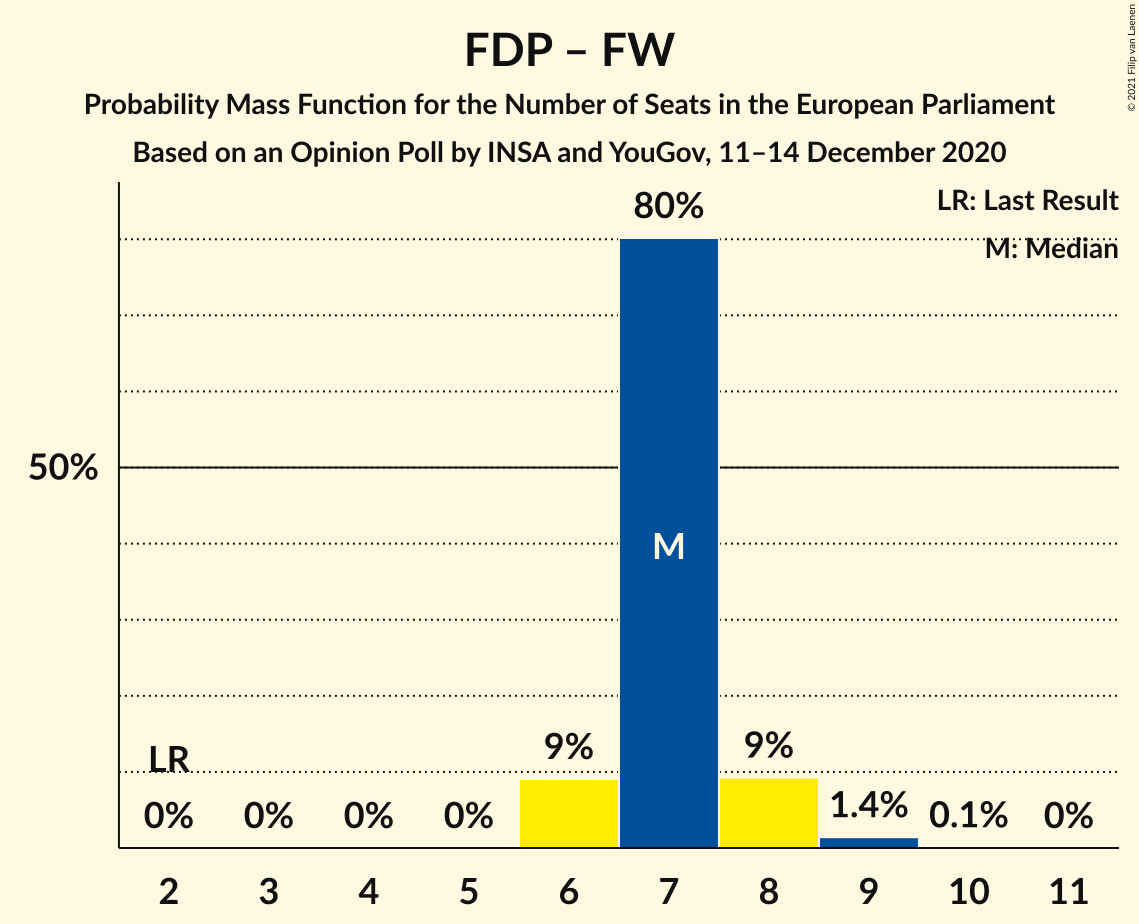 FDP – FW
Probability Mass Function for the Number of Seats in the European Parliament
Based on an Opinion Poll by INSA and YouGov, 11–14 December 2020
© 2021 Filip van Laenen
LR: Last Result
M: Median
80%
50%
M
LR
0%
0%
0%
0%
9%
9%
1.4%
0.1%
0%
2 3 4 5 6 7 8 9 10 11